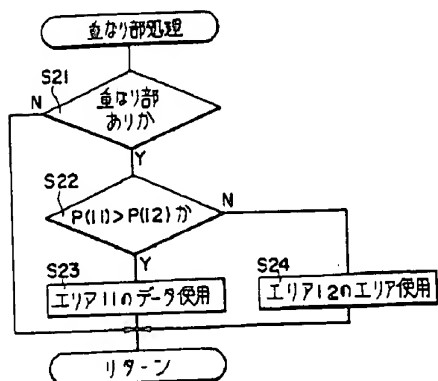 重なり部処理
S21
N
重なり部
ありか
Y
S22
P(11)>P(12)か
N
Y
S23
エリア11のデータ使用
S24
エリア12のエリア使用
リターン